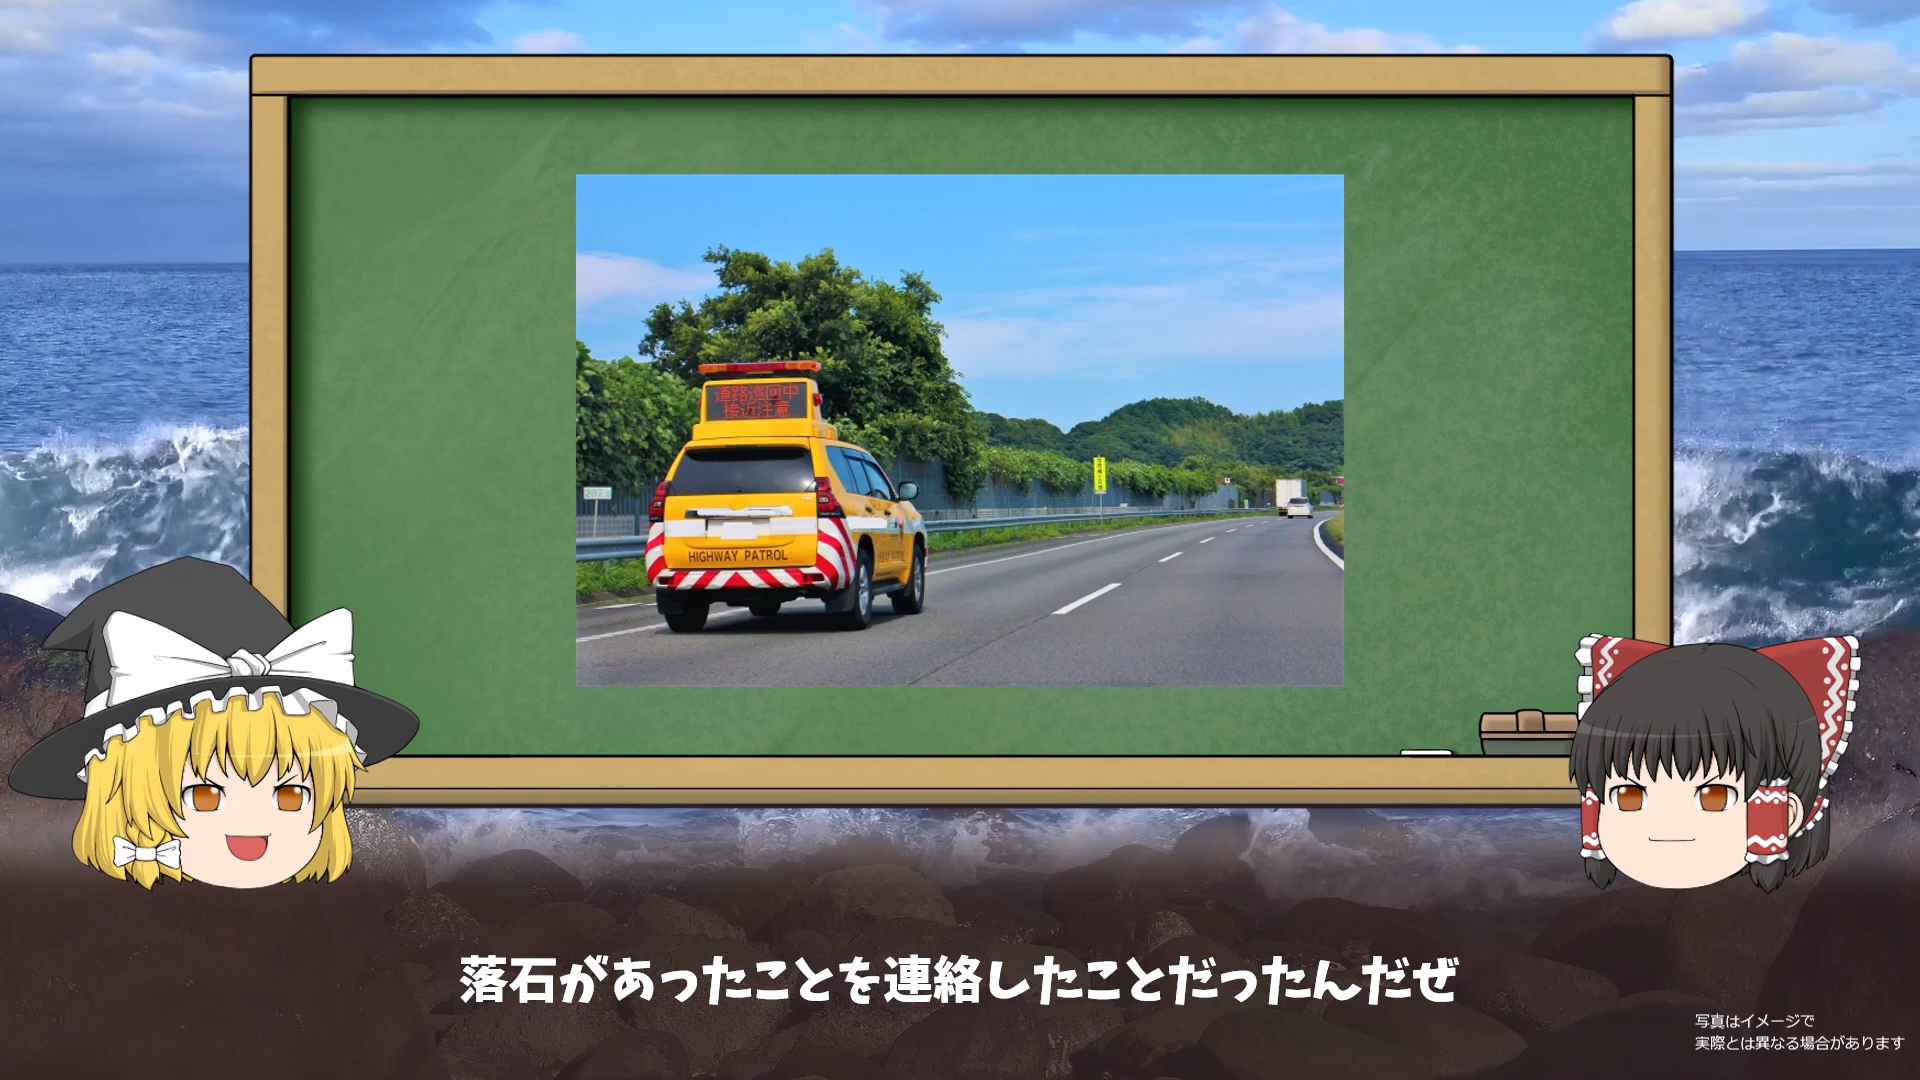 道路巡回中
接近注意
207.5
HIGHWAY PATROL
落石があったことを連絡したことだったんだぜ
写真はイメージで
実際とは異なる場合があります